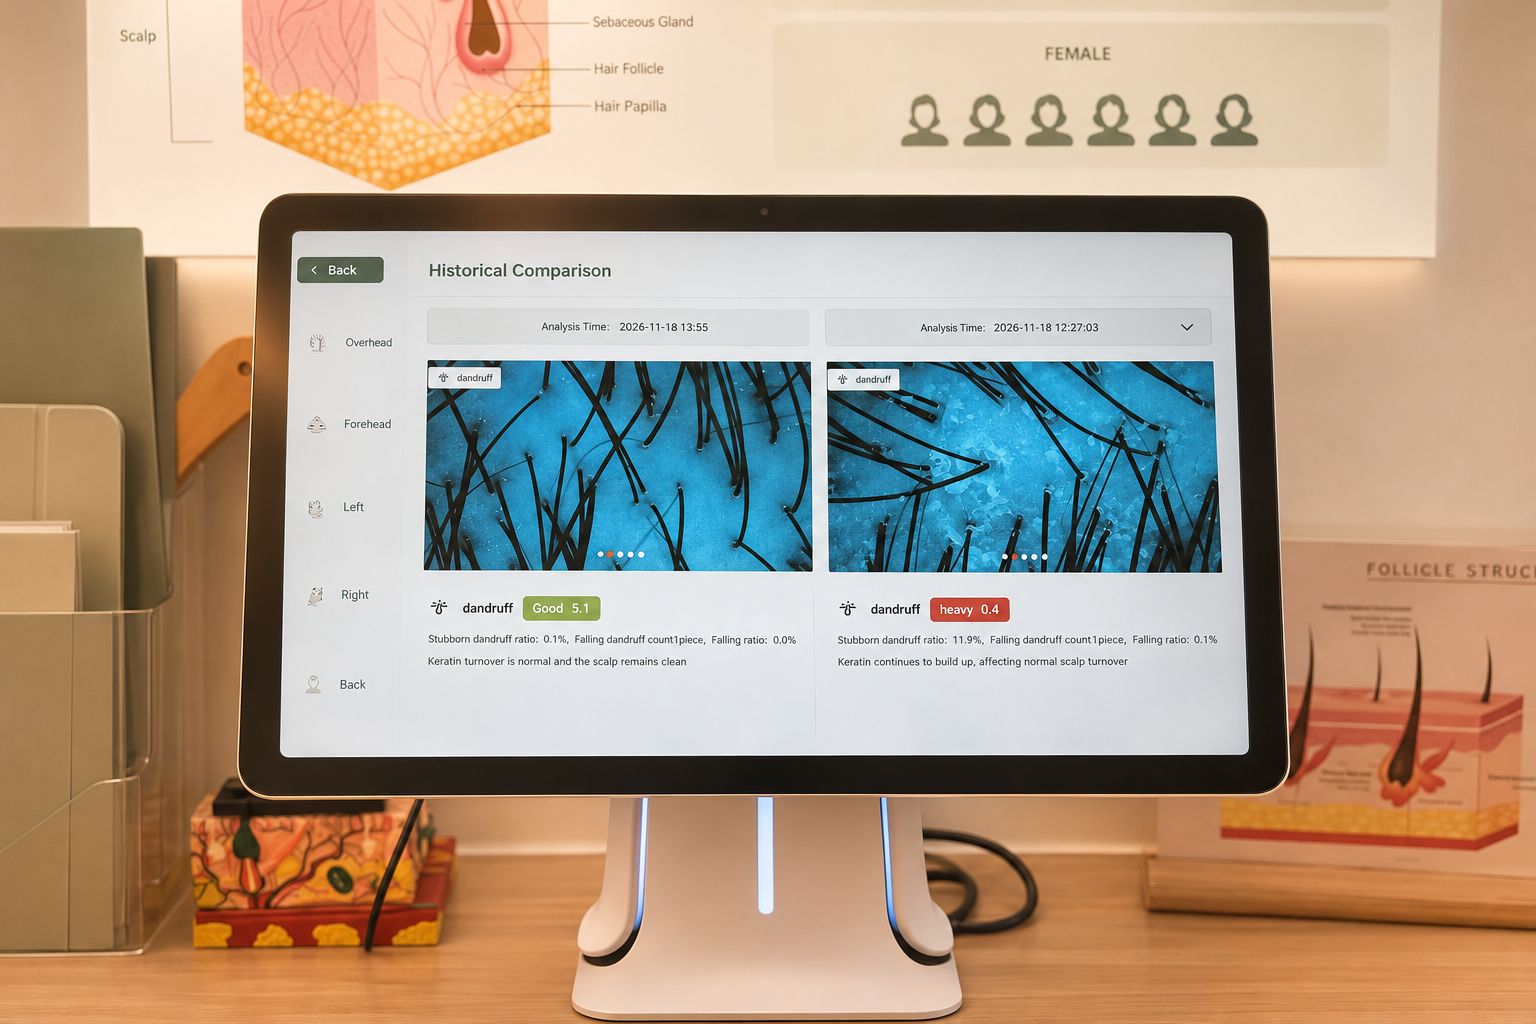 Scalp
Sebaceous Gland
Hair Follicle
Hair Papilla
FEMALE
Back
Historical Comparison
Overhead
Forehead
Left
Right
Back
Analysis Time: 2026-11-18 13:55
dandruff
dandruff Good 5.1
Stubborn dandruff ratio: 0.1%, Falling dandruff count1piece, Falling ratio: 0.0%
Keratin turnover is normal and the scalp remains clean
Analysis Time: 2026-11-18 12:27:03
dandruff
dandruff heavy 0.4
Stubborn dandruff ratio: 11.9%, Falling dandruff count1piece, Falling ratio: 0.1%
Keratin continues to build up, affecting normal scalp turnover
FOLLICLE STRUC